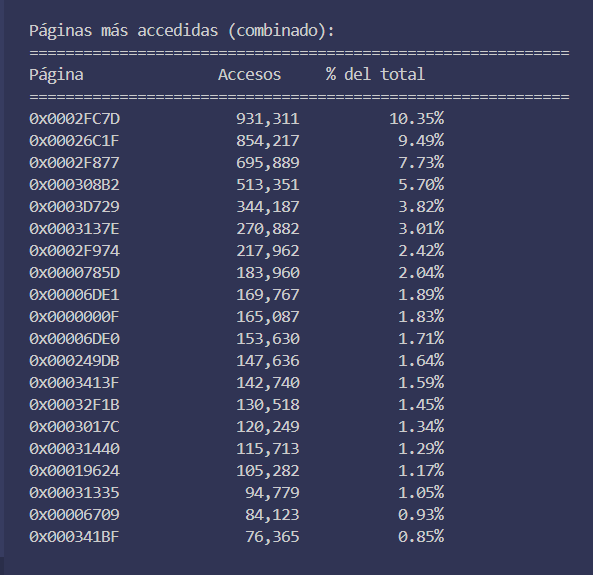 Páginas más accedidas (combinado):
============================================================
Página Accesos % del total
============================================================
0x0002FC7D 931,311 10.35%
0x00026C1F 854,217 9.49%
0x0002F877 695,889 7.73%
0x000308B2 513,351 5.70%
0x0003D729 344,187 3.82%
0x0003137E 270,882 3.01%
0x0002F974 217,962 2.42%
0x0000785D 183,960 2.04%
0x00006DE1 169,767 1.89%
0x0000000F 165,087 1.83%
0x00006DE0 153,630 1.71%
0x000249DB 147,636 1.64%
0x0003413F 142,740 1.59%
0x00032F1B 130,518 1.45%
0x0003017C 120,249 1.34%
0x00031440 115,713 1.29%
0x00019624 105,282 1.17%
0x00031335 94,779 1.05%
0x00006709 84,123 0.93%
0x000341BF 76,365 0.85%